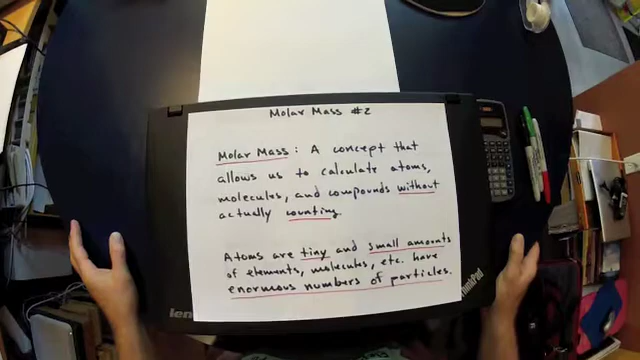 Molar Mass #2
Molar Mass: A concept that
allows us to calculate atoms,
molecules, and compounds without
actually counting.
Atoms are tiny and small amounts
of elements, molecules, etc. have
enormous numbers of particles.
ThinkPad